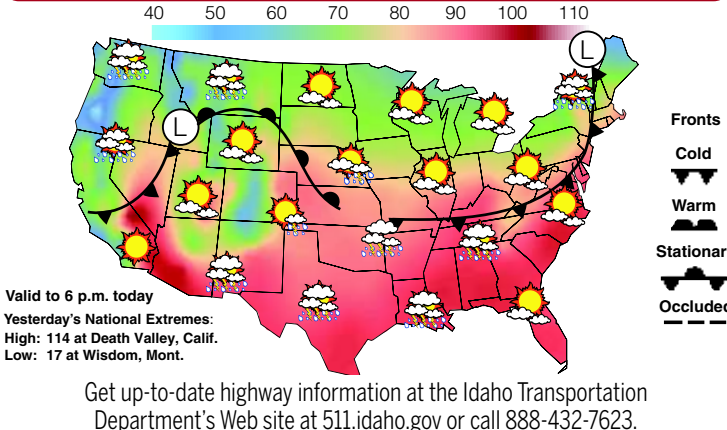 40 50 60 70 80 90 100 110
L
L
Fronts
Cold
Warm
Stationar
Occluded
Valid to 6 p.m. today
Yesterday's National Extremes:
High: 114 at Death Valley, Calif.
Low: 17 at Wisdom, Mont.
Get up-to-date highway information at the Idaho Transportation
Department's Web site at 511.idaho.gov or call 888-432-7623.